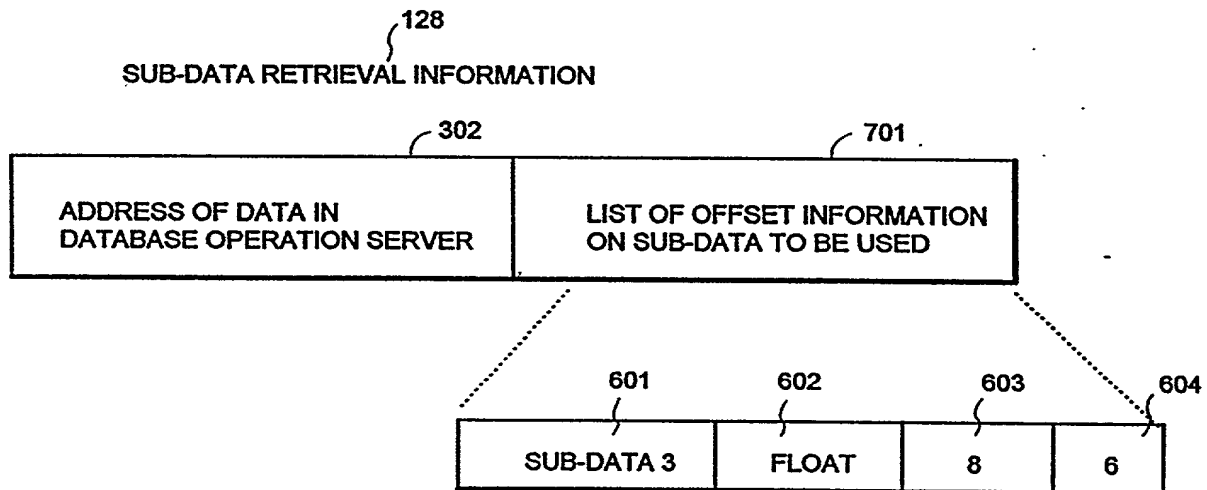 128
SUB-DATA RETRIEVAL INFORMATION
302
701
ADDRESS OF DATA IN
DATABASE OPERATION SERVER
LIST OF OFFSET INFORMATION
ON SUB-DATA TO BE USED
601
602
603
604
SUB-DATA 3
FLOAT
8
6